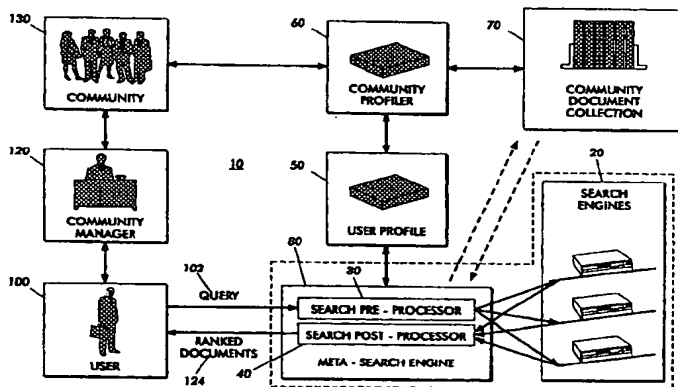 130
COMMUNITY
60
COMMUNITY
PROFILER
70
COMMUNITY
DOCUMENT
COLLECTION
120
COMMUNITY
MANAGER
10
50
USER PROFILE
20
SEARCH
ENGINES
100
USER
102
QUERY
RANKED
DOCUMENTS
124
80
30
SEARCH PRE - PROCESSOR
SEARCH POST - PROCESSOR
40
META - SEARCH ENGINE